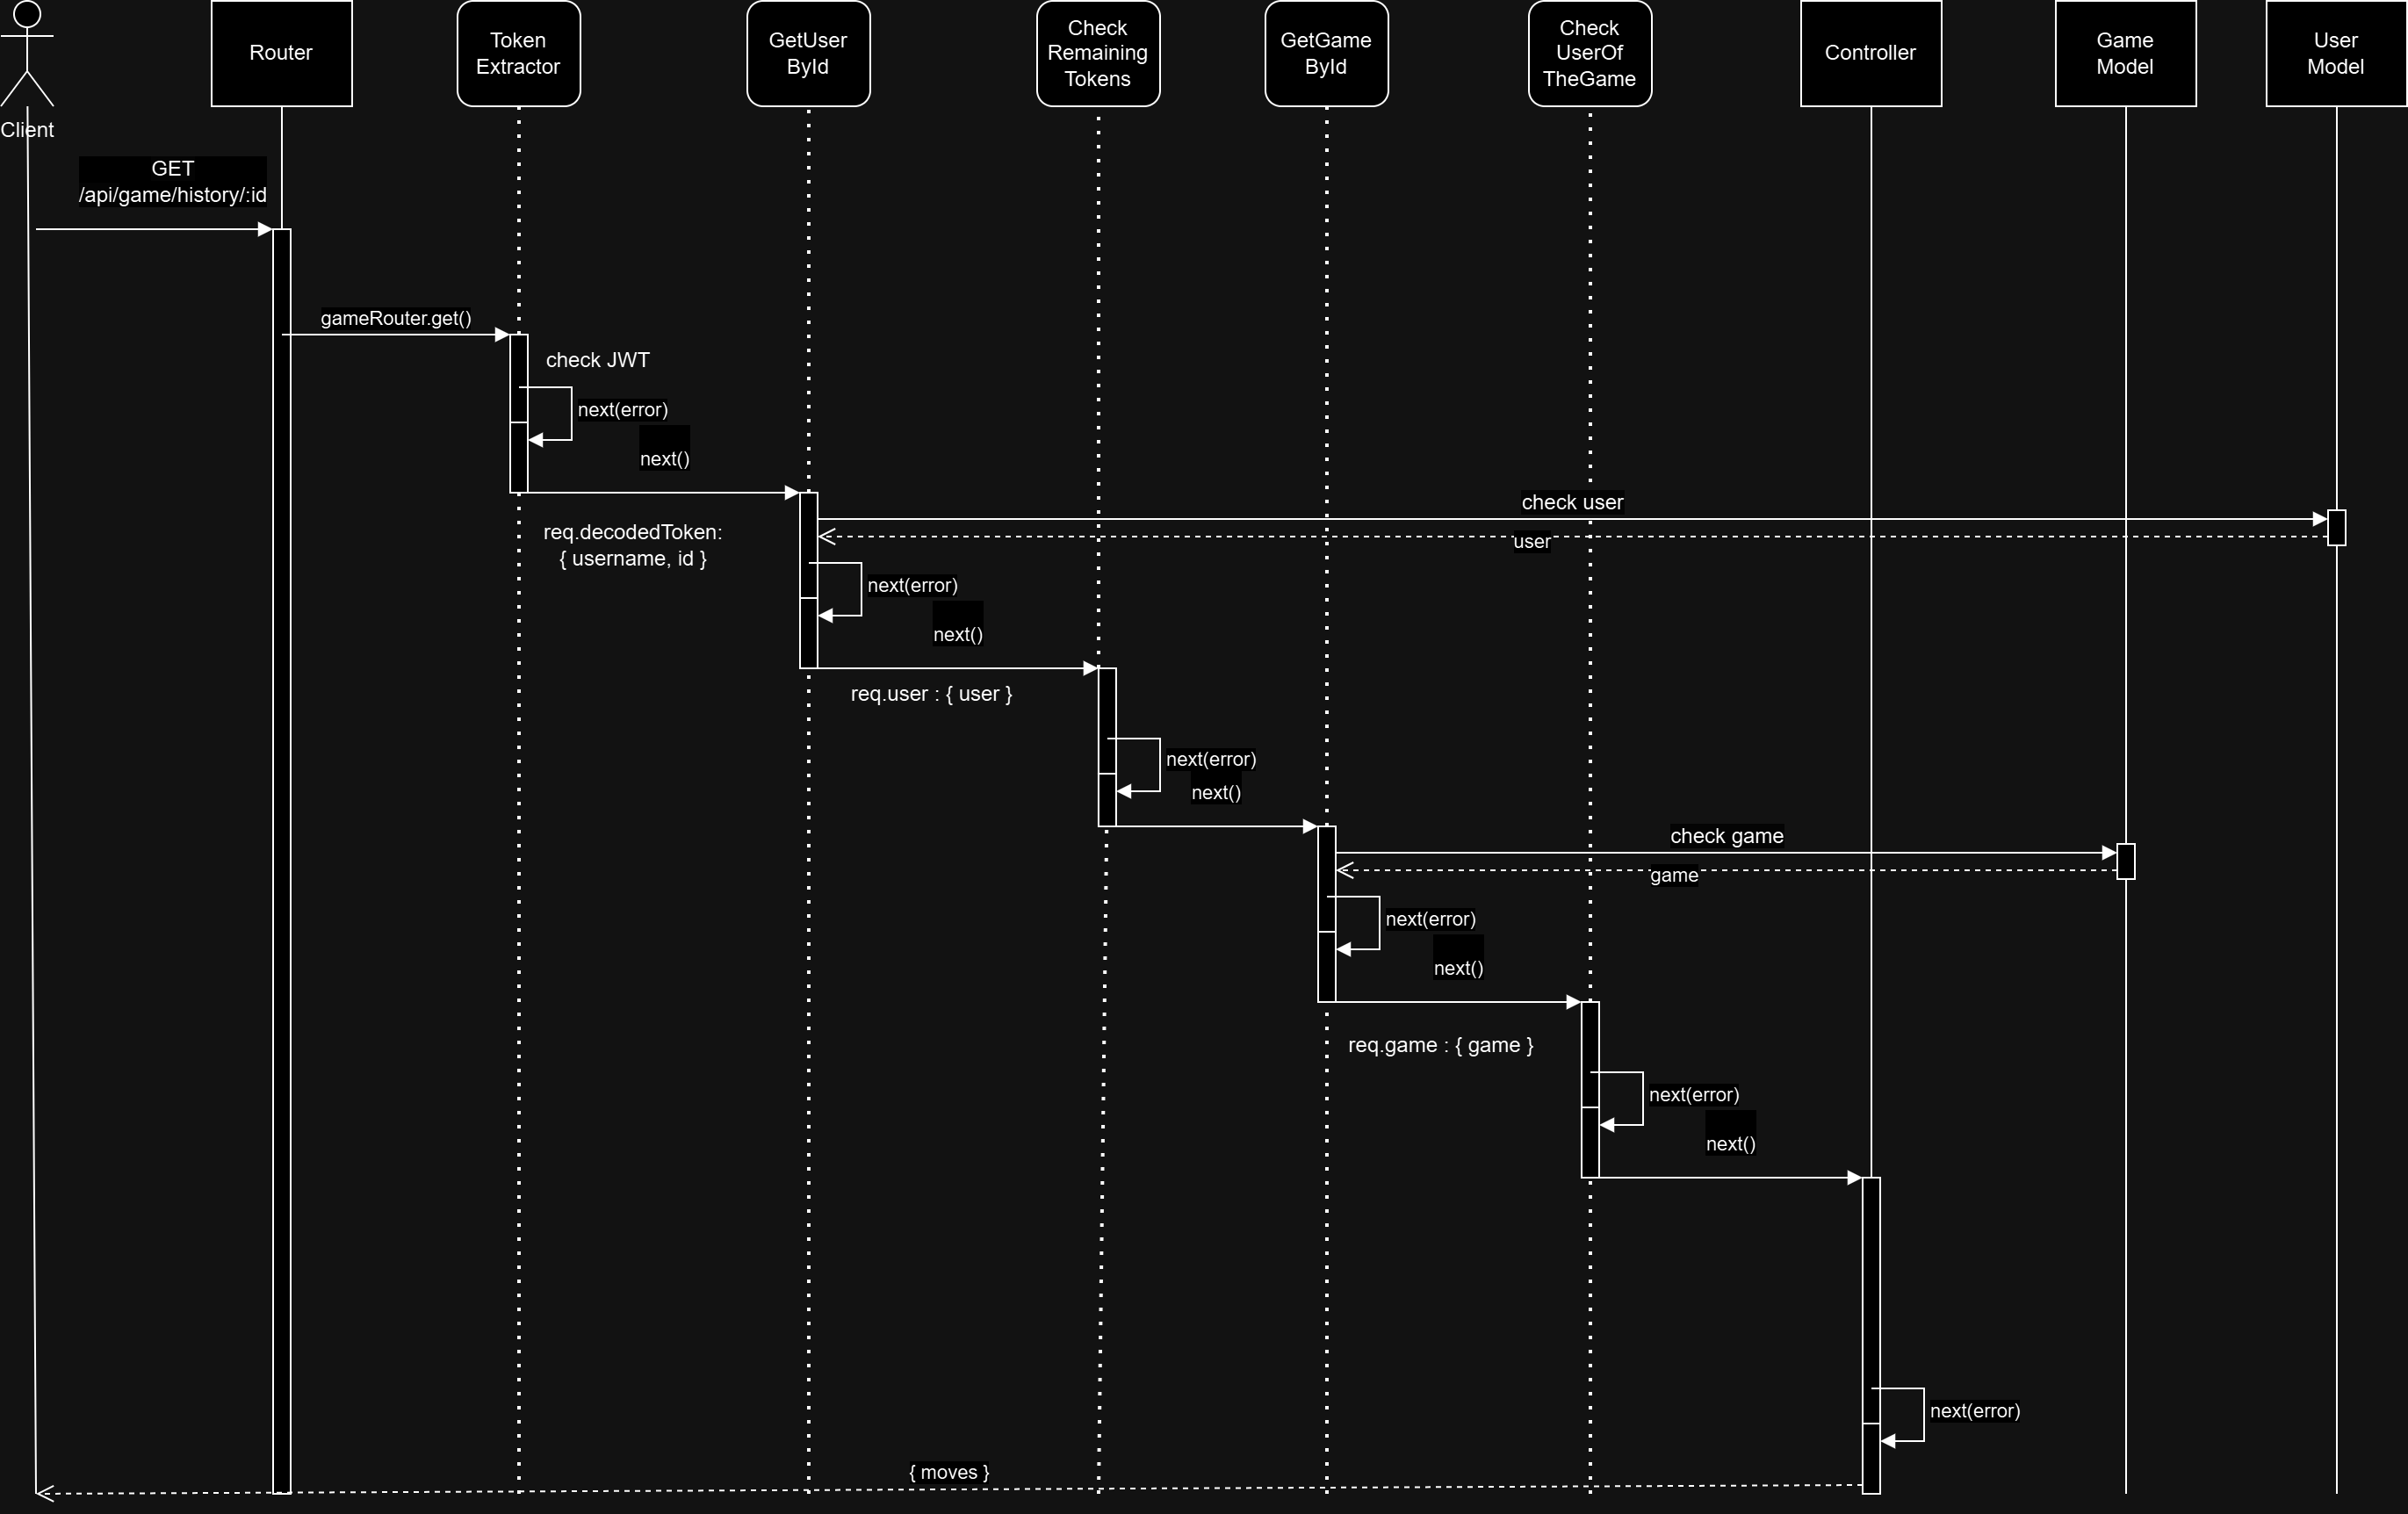 Client
Router
Token
Extractor
GetUser
ById
Check
Remaining
Tokens
GetGame
ById
Check
UserOf
TheGame
Controller
Game
Model
User
Model
GET
/api/game/history/:id
gameRouter.get()
check JWT
next(error)
next()
req.decodedToken:
{ username, id }
check user
user
next(error)
next()
req.user : { user }
next(error)
next()
check game
game
next(error)
next()
req.game : { game }
next(error)
next()
next(error)
{ moves }